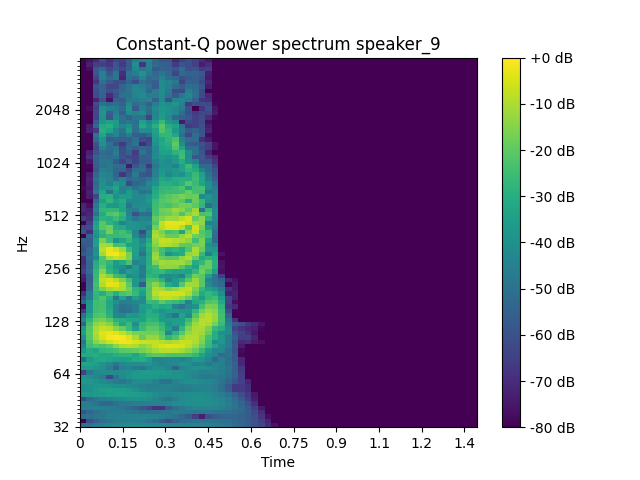 Constant-Q power spectrum speaker_9
+0 dB
-10 dB
-20 dB
-30 dB
-40 dB
-50 dB
-60 dB
-70 dB
-80 dB
Hz
2048
1024
512
256
128
64
32
0 0.15 0.3 0.45 0.6 0.75 0.9 1.1 1.2 1.4
Time